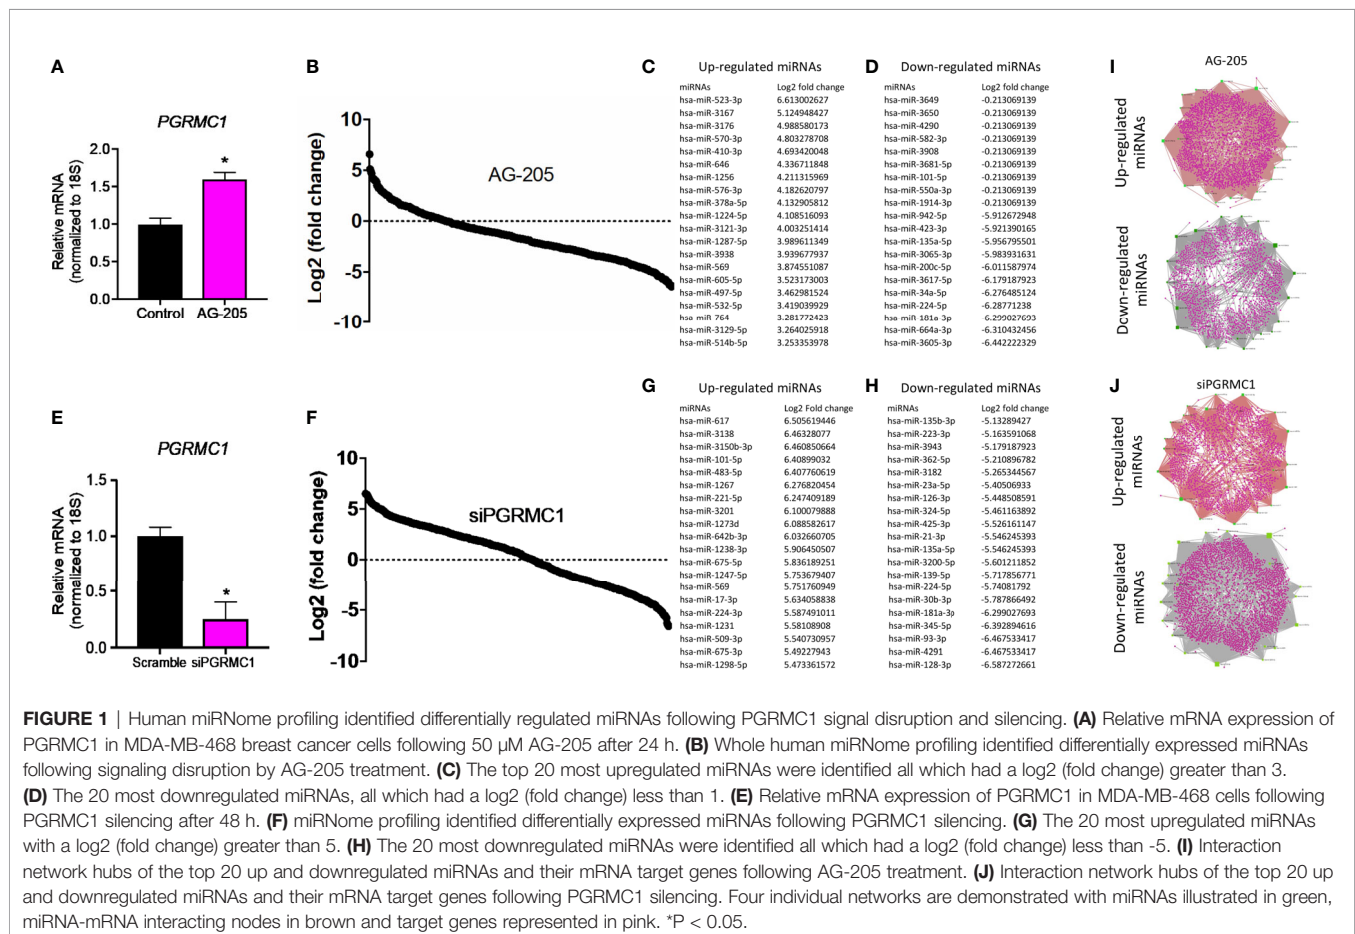 A
PGRMC1
Relative mRNA
(normalized to 18S)
2.0
1.5
1.0
0.5
0.0
*
Control AG-205
B
Log2 (fold change)
10
5
0
-5
-10
AG-205
C
Up-regulated miRNAs
miRNAs Log2 fold change
hsa-miR-523-3p 6.613002627
hsa-miR-3167 5.124948427
hsa-miR-3176 4.988580173
hsa-miR-570-3p 4.803278708
hsa-miR-410-3p 4.693420048
hsa-miR-646 4.336711848
hsa-miR-1256 4.211315969
hsa-miR-576-3p 4.182620797
hsa-miR-378a-5p 4.132905812
hsa-miR-1224-5p 4.108516093
hsa-miR-3121-3p 4.003251414
hsa-miR-1287-5p 3.989611349
hsa-miR-3938 3.939677937
hsa-miR-569 3.874551087
hsa-miR-605-5p 3.523173003
hsa-miR-497-5p 3.462981524
hsa-miR-532-5p 3.419039929
hsa-miR-764 3.281772423
hsa-miR-3129-5p 3.264025918
hsa-miR-514b-5p 3.253353978
D
Down-regulated miRNAs
miRNAs Log2 fold change
hsa-miR-3649 -0.213069139
hsa-miR-3650 -0.213069139
hsa-miR-4290 -0.213069139
hsa-miR-582-3p -0.213069139
hsa-miR-3908 -0.213069139
hsa-miR-3681-5p -0.213069139
hsa-miR-101-5p -0.213069139
hsa-miR-550a-3p -0.213069139
hsa-miR-1914-3p -0.213069139
hsa-miR-942-5p -5.912672948
hsa-miR-423-3p -5.921390165
hsa-miR-135a-5p -5.956795501
hsa-miR-3065-3p -5.983931631
hsa-miR-200c-5p -6.011587974
hsa-miR-3617-5p -6.179187923
hsa-miR-34a-5p -6.276485124
hsa-miR-224-5p -6.28771238
hsa-miR-181a-3p -6.299027693
hsa-miR-664a-3p -6.310432456
hsa-miR-3605-3p -6.442222329
I
AG-205
Up-regulated
miRNAs
Down-regulated
miRNAs
E
PGRMC1
Relative mRNA
(normalized to 18S)
1.5
1.0
0.5
0.0
*
Scramble siPGRMC1
F
Log2 (fold change)
10
5
0
-5
-10
siPGRMC1
G
Up-regulated miRNAs
miRNAs Log2 Fold change
hsa-miR-617 6.505619446
hsa-miR-3138 6.46328077
hsa-miR-3150b-3p 6.460850664
hsa-miR-101-5p 6.40899032
hsa-miR-483-5p 6.407760619
hsa-miR-1267 6.276820454
hsa-miR-221-5p 6.247409189
hsa-miR-3201 6.100079888
hsa-miR-1273d 6.088582617
hsa-miR-642b-3p 6.032660705
hsa-miR-1238-3p 5.906450507
hsa-miR-675-5p 5.836189251
hsa-miR-1247-5p 5.753679407
hsa-miR-569 5.751760949
hsa-miR-17-3p 5.634058838
hsa-miR-224-3p 5.587491011
hsa-miR-1231 5.58108908
hsa-miR-509-3p 5.540730957
hsa-miR-675-3p 5.49227943
hsa-miR-1298-5p 5.473361572
H
Down-regulated miRNAs
miRNAs Log2 fold change
hsa-miR-135b-3p -5.13289427
hsa-miR-223-3p -5.163591068
hsa-miR-3943 -5.179187923
hsa-miR-362-5p -5.210896782
hsa-miR-3182 -5.265344567
hsa-miR-23a-5p -5.40506933
hsa-miR-126-3p -5.448508591
hsa-miR-324-5p -5.461163892
hsa-miR-425-3p -5.526161147
hsa-miR-21-3p -5.546245393
hsa-miR-135a-5p -5.546245393
hsa-miR-3200-5p -5.601211852
hsa-miR-139-5p -5.717856771
hsa-miR-224-5p -5.74081792
hsa-miR-30b-3p -5.787866492
hsa-miR-181a-3p -6.299027693
hsa-miR-345-5p -6.392894616
hsa-miR-93-3p -6.467533417
hsa-miR-4291 -6.467533417
hsa-miR-128-3p -6.587272661
J
siPGRMC1
Up-regulated
miRNAs
Down-regulated
miRNAs
FIGURE 1 | Human miRNome profiling identified differentially regulated miRNAs following PGRMC1 signal disruption and silencing. (A) Relative mRNA expression of
PGRMC1 in MDA-MB-468 breast cancer cells following 50 µM AG-205 after 24 h. (B) Whole human miRNome profiling identified differentially expressed miRNAs
following signaling disruption by AG-205 treatment. (C) The top 20 most upregulated miRNAs were identified all which had a log2 (fold change) greater than 3.
(D) The 20 most downregulated miRNAs, all which had a log2 (fold change) less than 1. (E) Relative mRNA expression of PGRMC1 in MDA-MB-468 cells following
PGRMC1 silencing after 48 h. (F) miRNome profiling identified differentially expressed miRNAs following PGRMC1 silencing. (G) The 20 most upregulated miRNAs
with a log2 (fold change) greater than 5. (H) The 20 most downregulated miRNAs were identified all which had a log2 (fold change) less than -5. (I) Interaction
network hubs of the top 20 up and downregulated miRNAs and their mRNA target genes following AG-205 treatment. (J) Interaction network hubs of the top 20 up
and downregulated miRNAs and their mRNA target genes following PGRMC1 silencing. Four individual networks are demonstrated with miRNAs illustrated in green,
miRNA-mRNA interacting nodes in brown and target genes represented in pink. *P < 0.05.